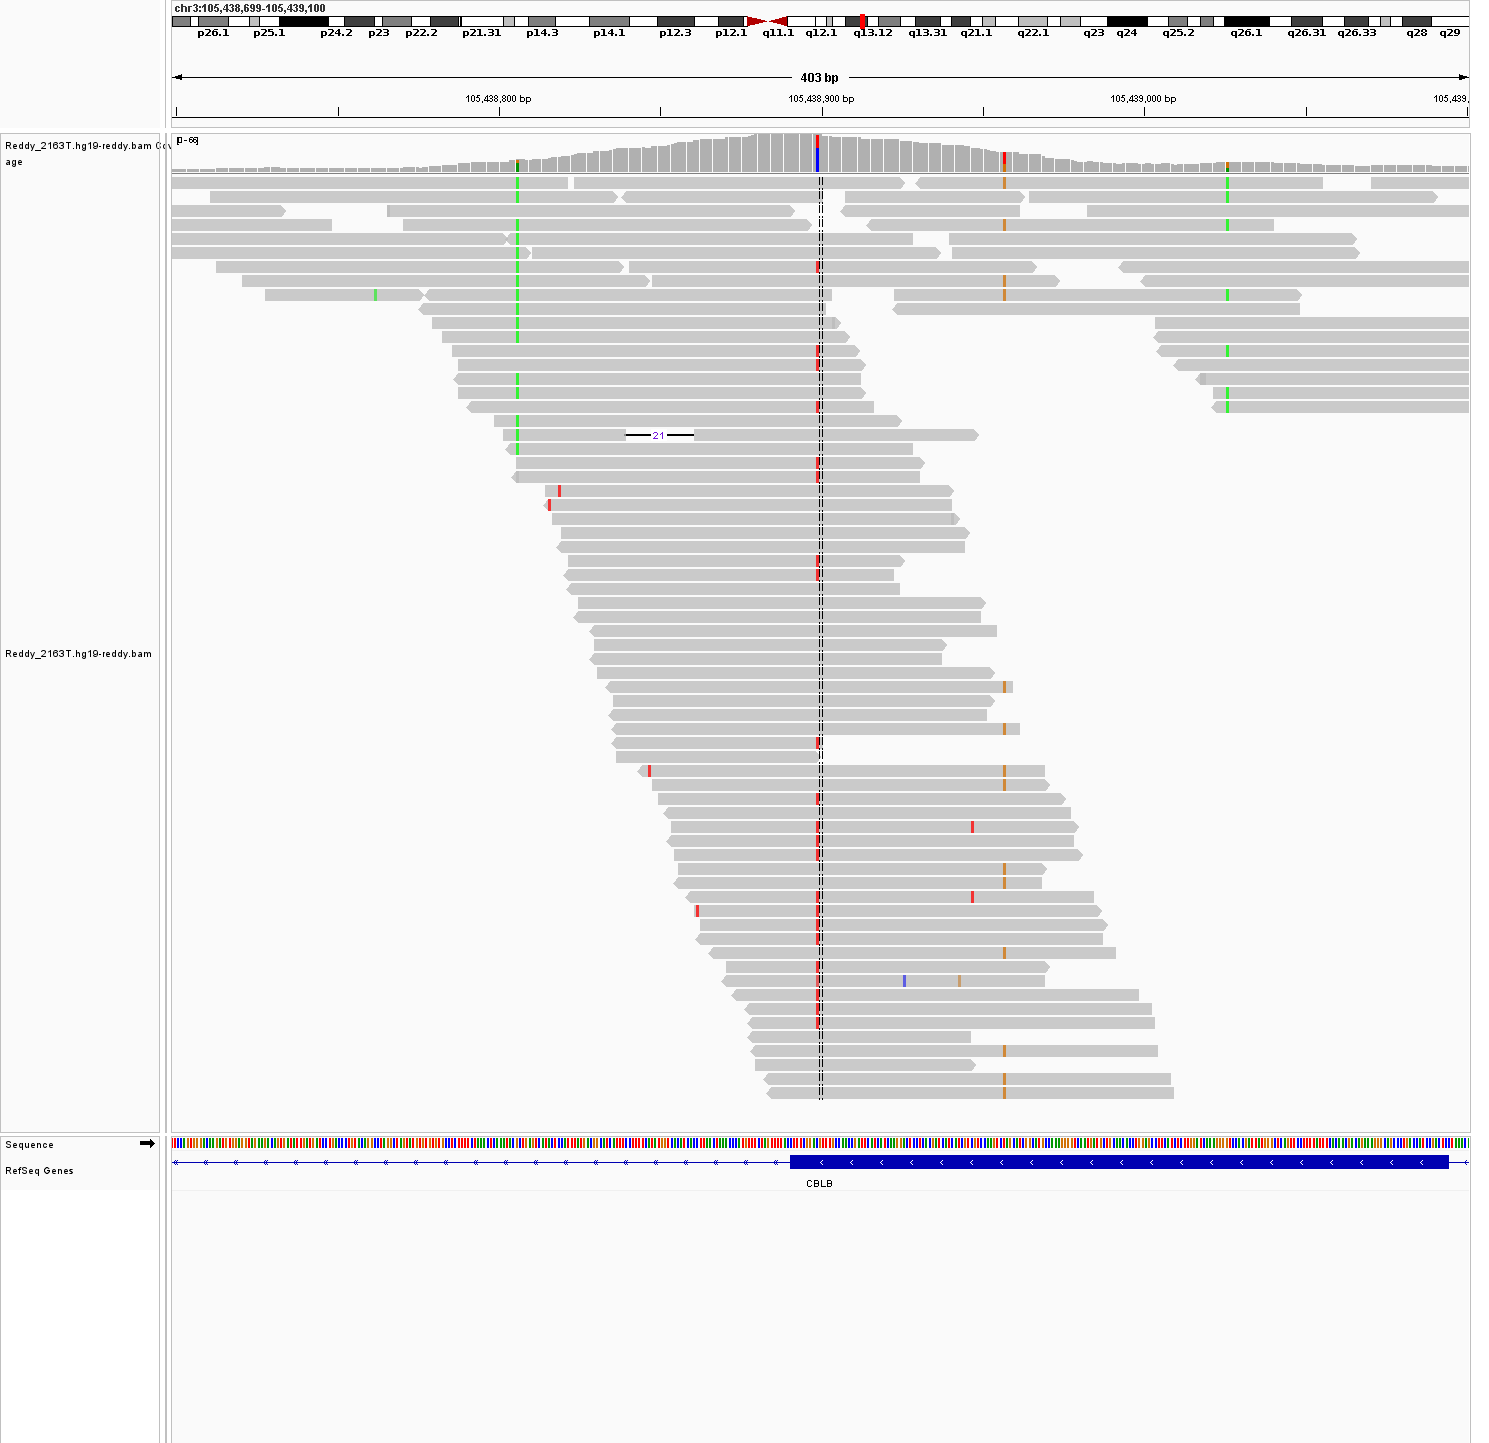 chr3:105,438,699-105,439,100
p26.1 p25.1 p24.2 p23 p22.2 p21.31 p14.3 p14.1 p12.3 p12.1 q11.1 q12.1 q13.12 q13.31 q21.1 q22.1 q23 q24 q25.2 q26.1 q26.31 q26.33 q28 q29
403 bp
105,438,800 bp 105,438,900 bp 105,439,000 bp 105,439,
[0-66]
Reddy_2163T.hg19-reddy.bam Cov
age
21
Reddy_2163T.hg19-reddy.bam
Sequence
RefSeq Genes
CBLB